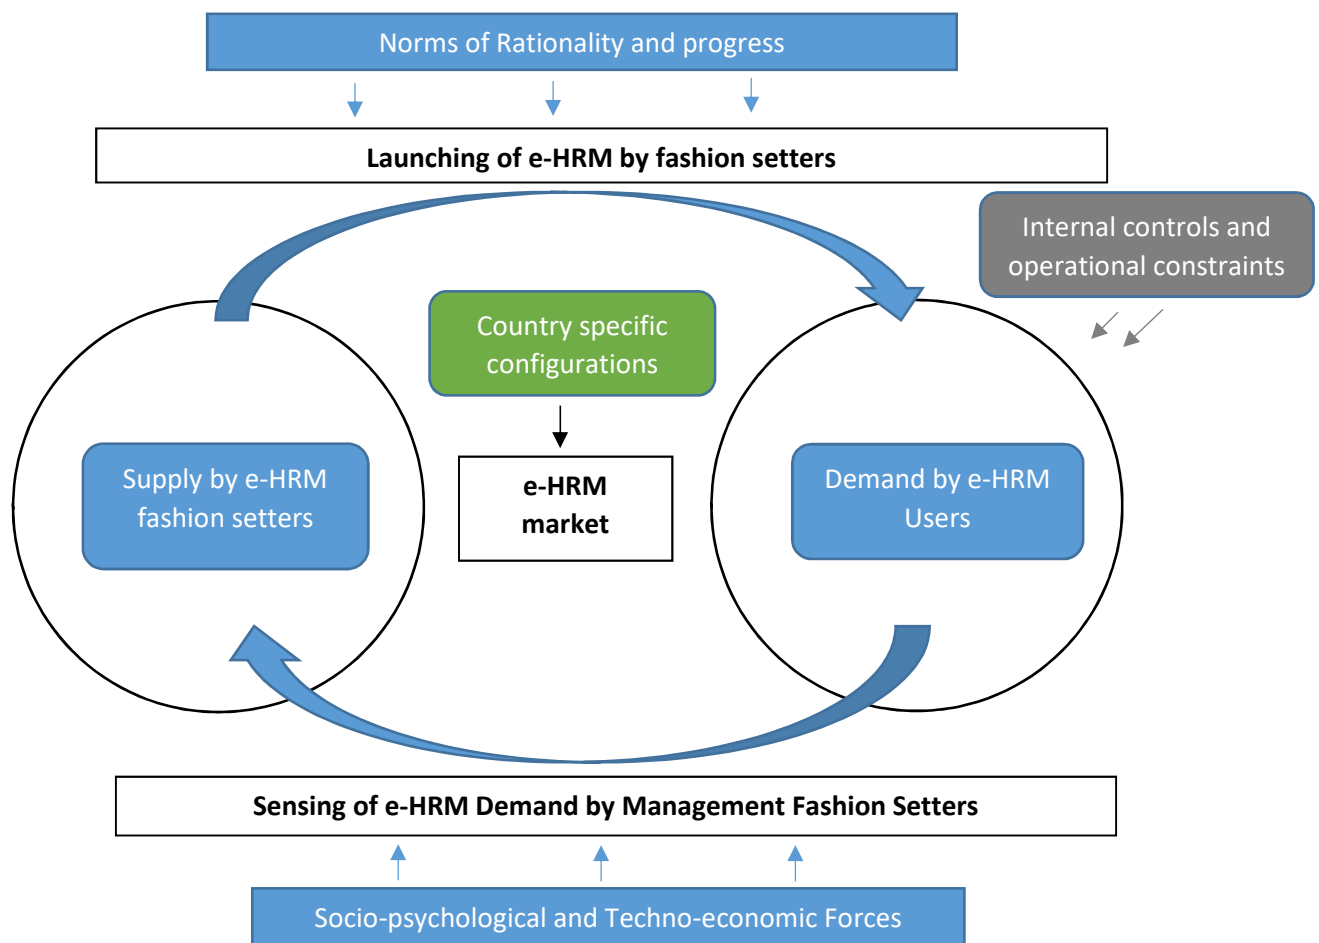 Norms of Rationality and progress
Launching of e-HRM by fashion setters
Internal controls and
operational constraints
Country specific
configurations
Supply by e-HRM
fashion setters
e-HRM
market
Demand by e-HRM
Users
Sensing of e-HRM Demand by Management Fashion Setters
Socio-psychological and Techno-economic Forces